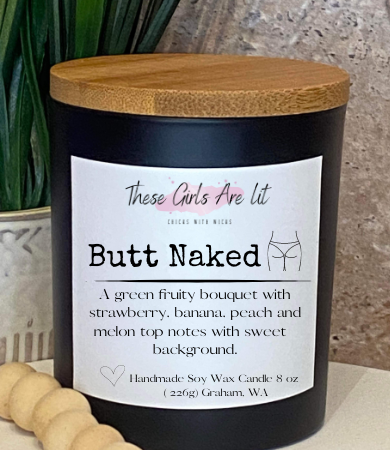 These Girls Are Lit
CHICKS WITH WICKS
Butt Naked
A green fruity bouquet with
strawberry, banana, peach and
melon top notes with sweet
background.
Handmade Soy Wax Candle 8 oz
( 226g) Graham, WA